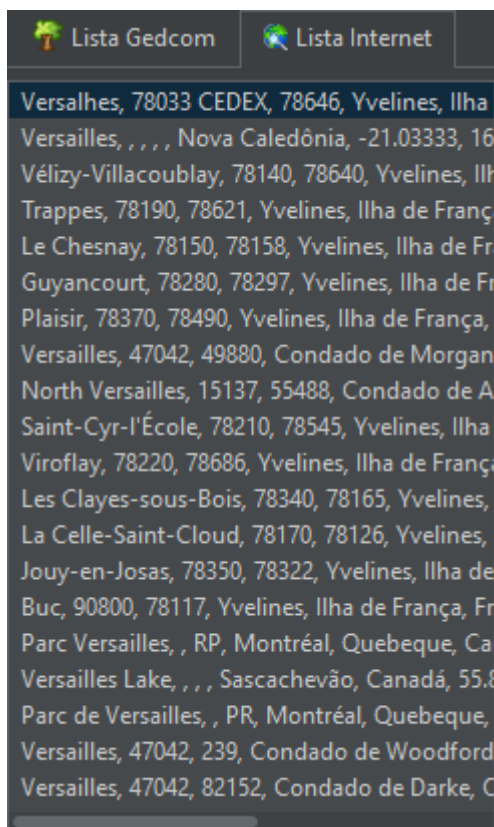 Lista Gedcom
Lista Internet
Versalhes, 78033 CEDEX, 78646, Yvelines, Ilha
Versailles, , , , , Nova Caledônia, -21.03333, 16
Vélizy-Villacoublay, 78140, 78640, Yvelines, Ilh
Trappes, 78190, 78621, Yvelines, Ilha de Franç
Le Chesnay, 78150, 78158, Yvelines, Ilha de Fra
Guyancourt, 78280, 78297, Yvelines, Ilha de Fr
Plaisir, 78370, 78490, Yvelines, Ilha de França,
Versailles, 47042, 49880, Condado de Morgan
North Versailles, 15137, 55488, Condado de A
Saint-Cyr-l'École, 78210, 78545, Yvelines, Ilha
Viroflay, 78220, 78686, Yvelines, Ilha de França
Les Clayes-sous-Bois, 78340, 78165, Yvelines,
La Celle-Saint-Cloud, 78170, 78126, Yvelines,
Jouy-en-Josas, 78350, 78322, Yvelines, Ilha de
Buc, 90800, 78117, Yvelines, Ilha de França, Fr
Parc Versailles, , RP, Montréal, Quebeque, Ca
Versailles Lake, , , , Sascachevão, Canadá, 55.8
Parc de Versailles, , PR, Montréal, Quebeque,
Versailles, 47042, 239, Condado de Woodford
Versailles, 47042, 82152, Condado de Darke, O